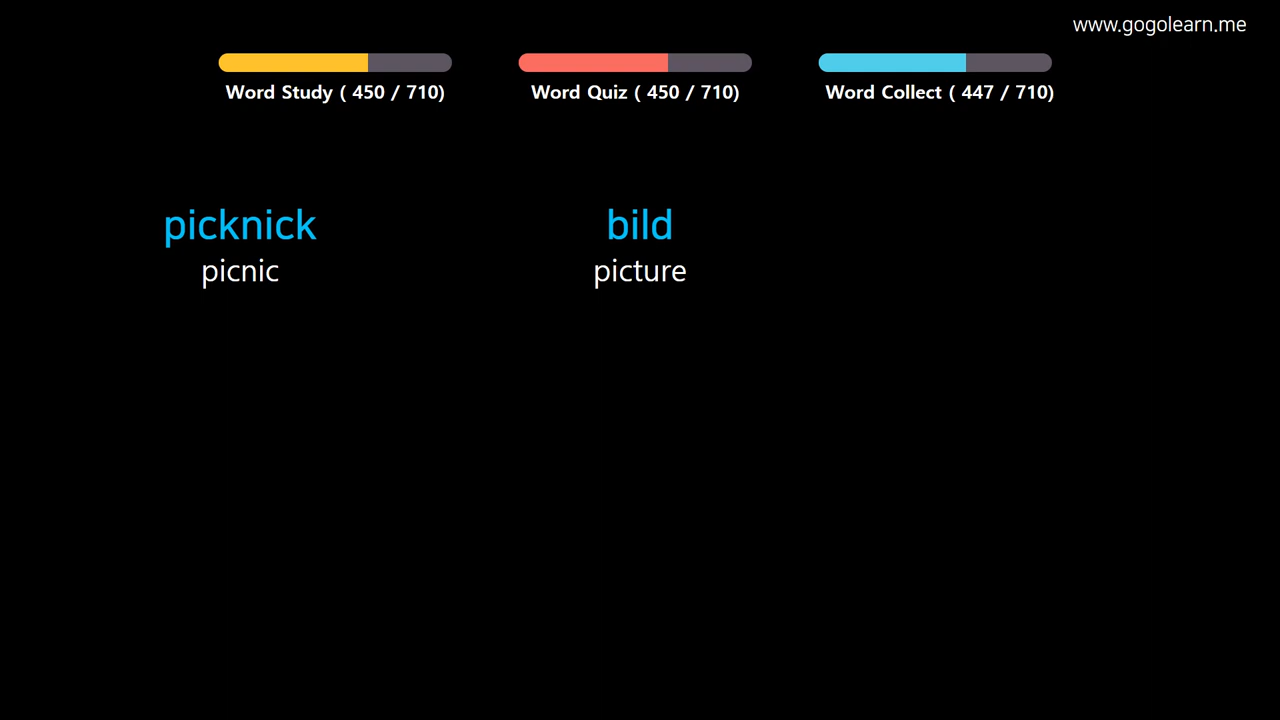 www.gogolearn.me
Word Study ( 450 / 710)
Word Quiz ( 450 / 710)
Word Collect ( 447 / 710)
picknick
picnic
bild
picture